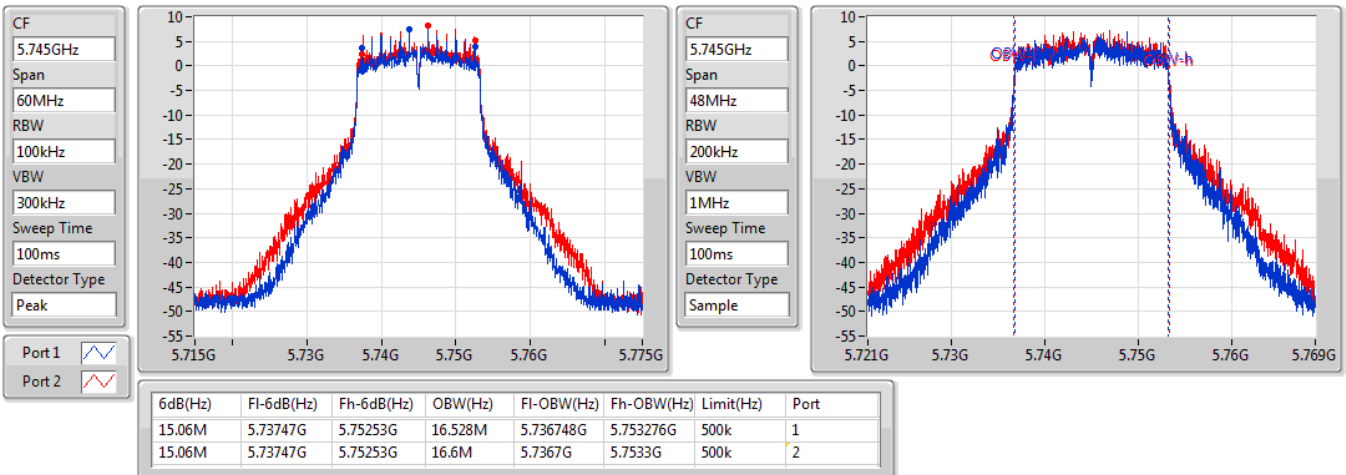 CF
5.745GHz
Span
60MHz
RBW
100kHz
VBW
300kHz
Sweep Time
100ms
Detector Type
Peak
Port 1
Port 2
10
5
0
-5
-10
-15
-20
-25
-30
-35
-40
-45
-50
-55
5.715G 5.73G 5.74G 5.75G 5.76G 5.775G
CF
5.745GHz
Span
48MHz
RBW
200kHz
VBW
1MHz
Sweep Time
100ms
Detector Type
Sample
10
5
0
-5
-10
-15
-20
-25
-30
-35
-40
-45
-50
-55
5.721G 5.73G 5.74G 5.75G 5.76G 5.769G
6dB(Hz) Fl-6dB(Hz) Fh-6dB(Hz) OBW(Hz) Fl-OBW(Hz) Fh-OBW(Hz) Limit(Hz) Port
15.06M 5.73747G 5.75253G 16.528M 5.736748G 5.753276G 500k 1
15.06M 5.73747G 5.75253G 16.6M 5.7367G 5.7533G 500k 2